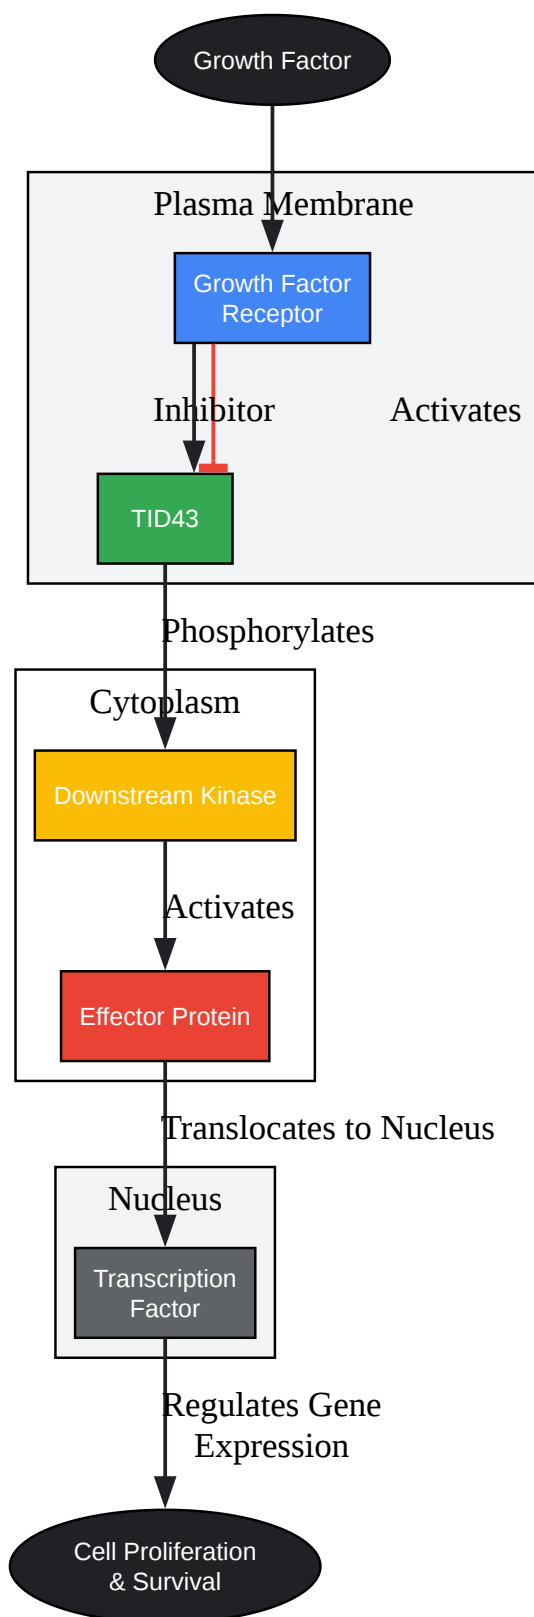 Growth Factor
Plasma Membrane
Growth Factor
Receptor
Inhibitor
Activates
TID43
Phosphorylates
Cytoplasm
Downstream Kinase
Activates
Effector Protein
Translocates to Nucleus
Nucleus
Transcription
Factor
Regulates Gene
Expression
Cell Proliferation
& Survival